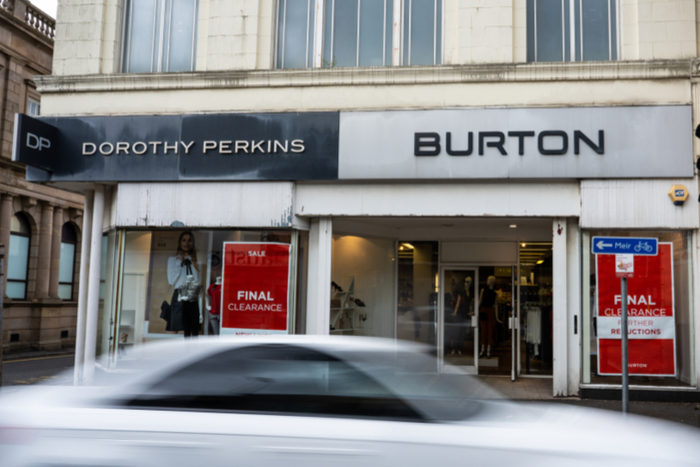 DP
DOROTHY PERKINS
BURTON
SALE
FINAL
CLEARANCE
Meir
FINAL
CLEARANCE
FURTHER
REDUCTIONS
BURTON